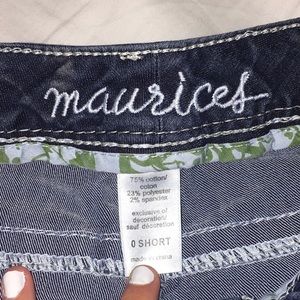 maurices
75% cotton/
coton
23% polyester
2% spandex
exclusive of
decoration/
sauf décoration
0 SHORT
made in china